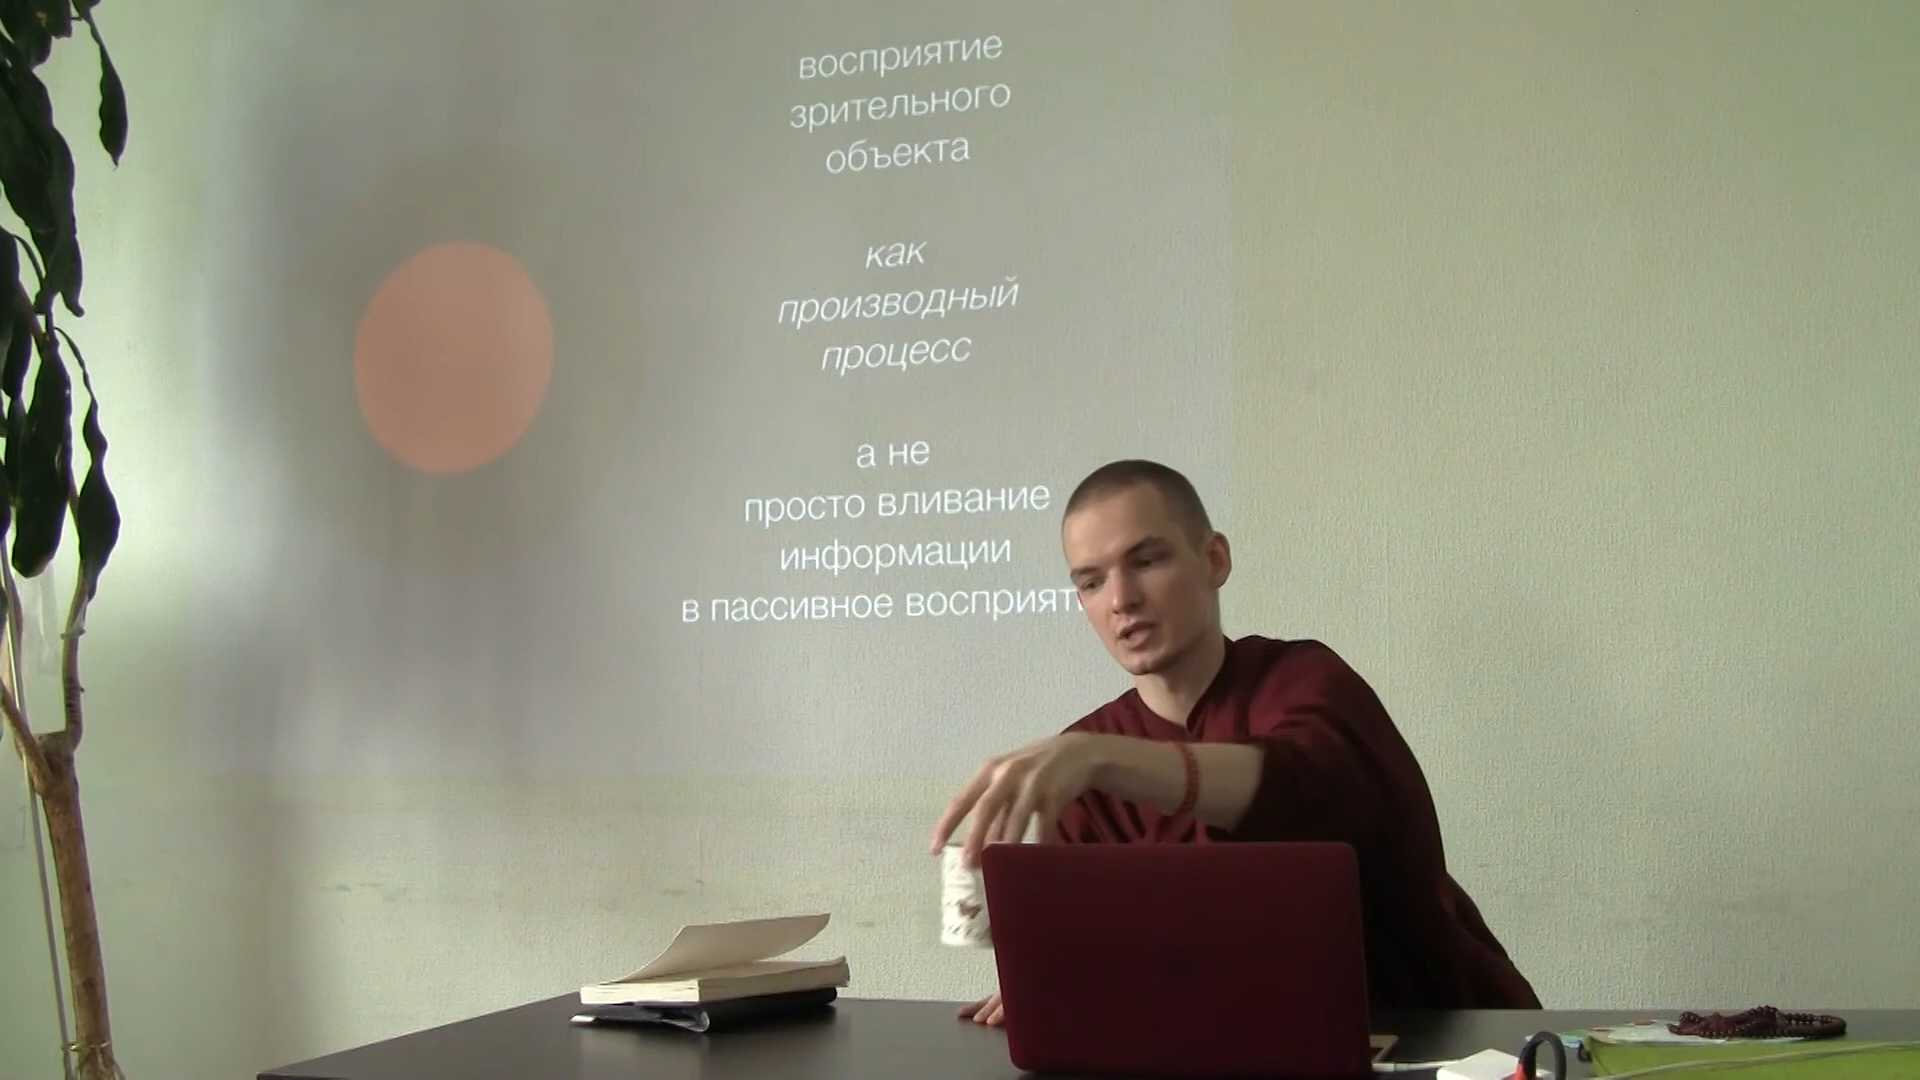 восприятие
зрительного
объекта
как
производный
процесс
а не
просто вливание
информации
в пассивное